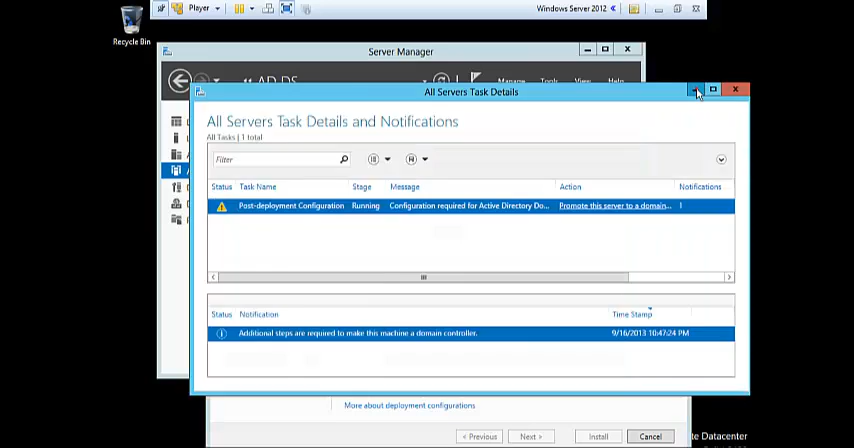 Player
Windows Server 2012
Recycle Bin
Server Manager
AD DS
Manage Tools View Help
All Servers Task Details
All Servers Task Details and Notifications
All Tasks | 1 total
Filter
Status Task Name Stage Message Action Notifications
Post-deployment Configuration Running Configuration required for Active Directory Do... Promote this server to a domain... 1
Status Notification Time Stamp
Additional steps are required to make this machine a domain controller. 9/16/2013 10:47:24 PM
More about deployment configurations
< Previous Next > Install Cancel
Datacenter